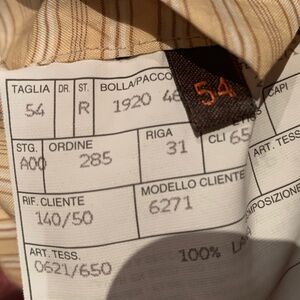 TAGLIA DR. ST. BOLLA/PACCO
54 R 1920 46
54
STG. ORDINE RIGA CLI CAPI
A00 285 31 65
ART. TESS.
RIF. CLIENTE MODELLO CLIENTE
140/50 6271
ART. TESS.
0621/650 100%